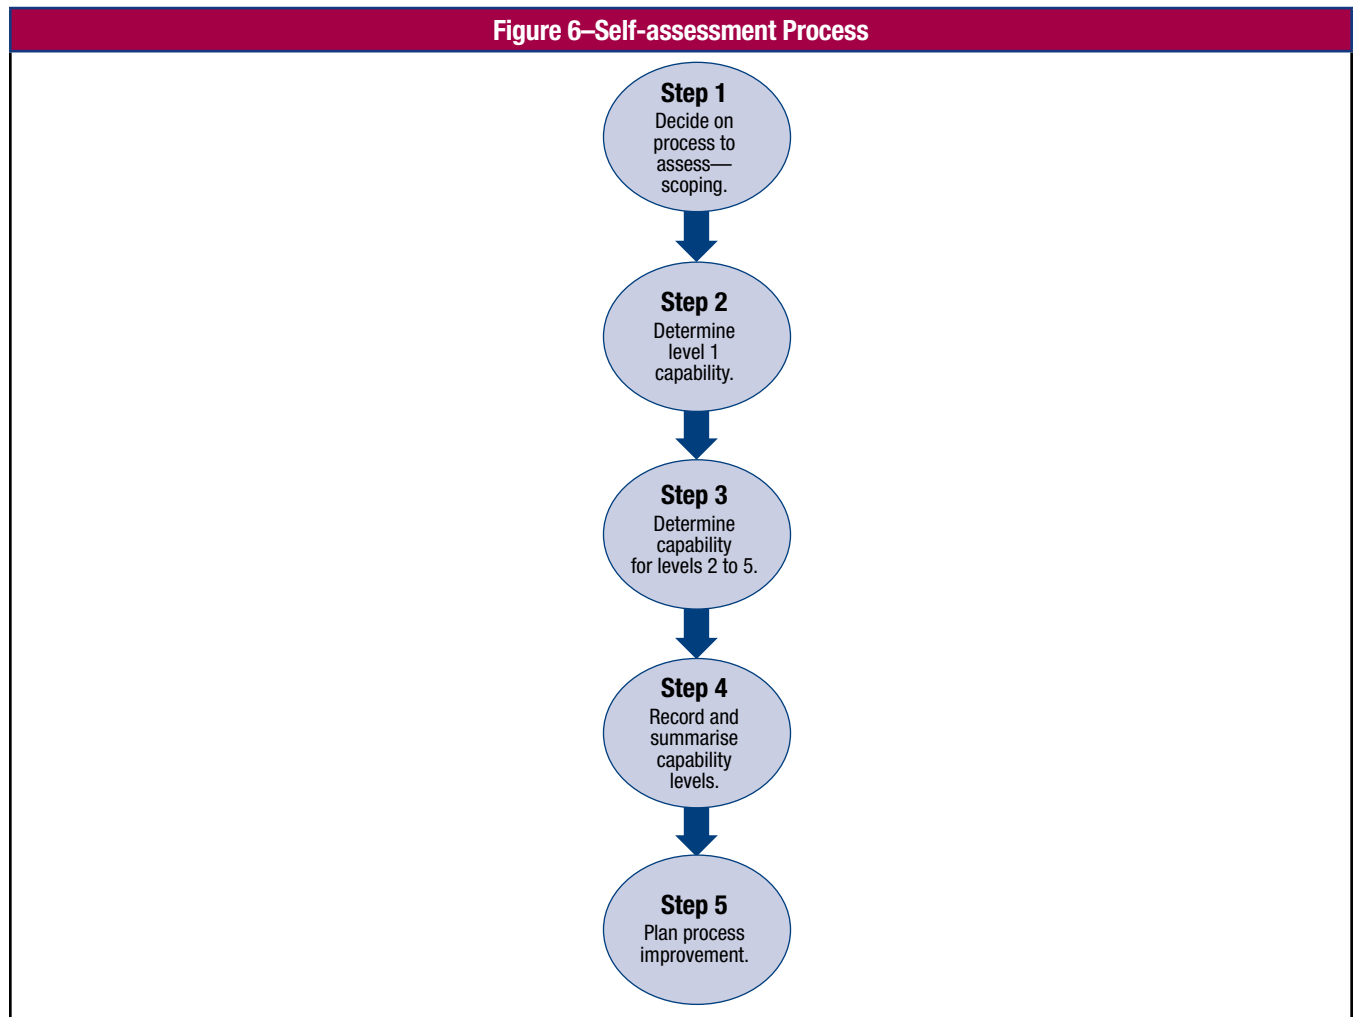 Figure 6–Self-assessment Process
Step 1
Decide on
process to
assess—
scoping.
Step 2
Determine
level 1
capability.
Step 3
Determine
capability
for levels 2 to 5.
Step 4
Record and
summarise
capability
levels.
Step 5
Plan process
improvement.